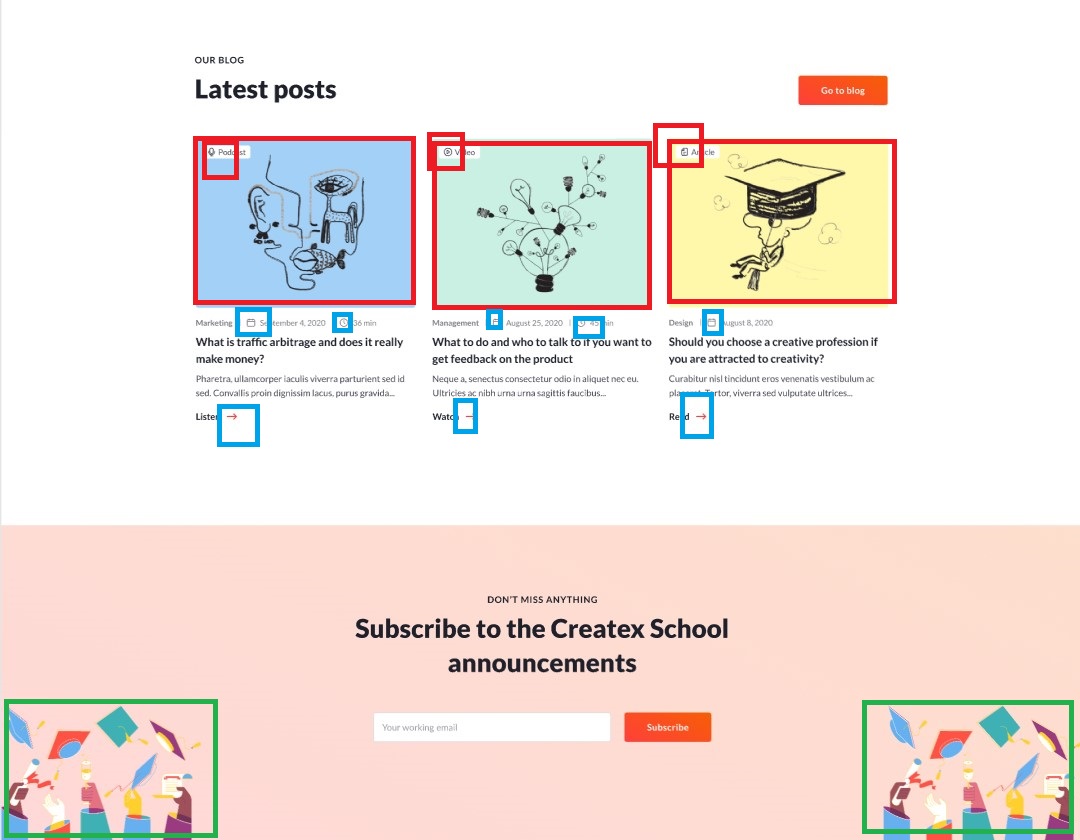 OUR BLOG
Latest posts
Go to blog
Podcast
Video
Article
Marketing September 4, 2020 36 min
What is traffic arbitrage and does it really
make money?
Pharetra, ullamcorper iaculis viverra parturient sed id
sed. Convallis proin dignissim lacus, purus gravida...
Listen →
Management August 25, 2020 | 45 min
What to do and who to talk to if you want to
get feedback on the product
Neque a, senectus consectetur odio in aliquet nec eu.
Ultricies ac nibh urna urna sagittis faucibus...
Watch →
Design | August 8, 2020
Should you choose a creative profession if
you are attracted to creativity?
Curabitur nisl tincidunt eros venenatis vestibulum ac
placerat. Tortor, viverra sed vulputate ultrices...
Read →
DON'T MISS ANYTHING
Subscribe to the Createx School
announcements
Your working email
Subscribe